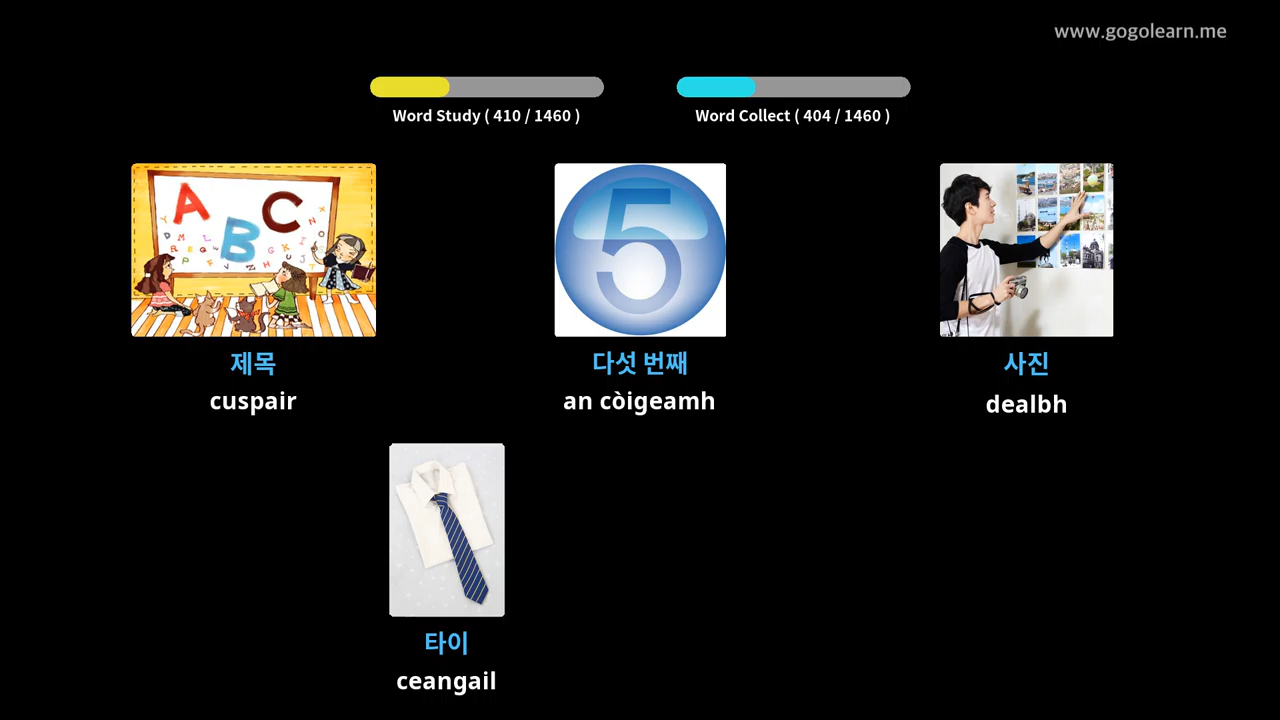 www.gogolearn.me
Word Study ( 410 / 1460 )
Word Collect ( 404 / 1460 )
A B C
5
제목
cuspair
다섯 번째
an còigeamh
사진
dealbh
타이
ceangail